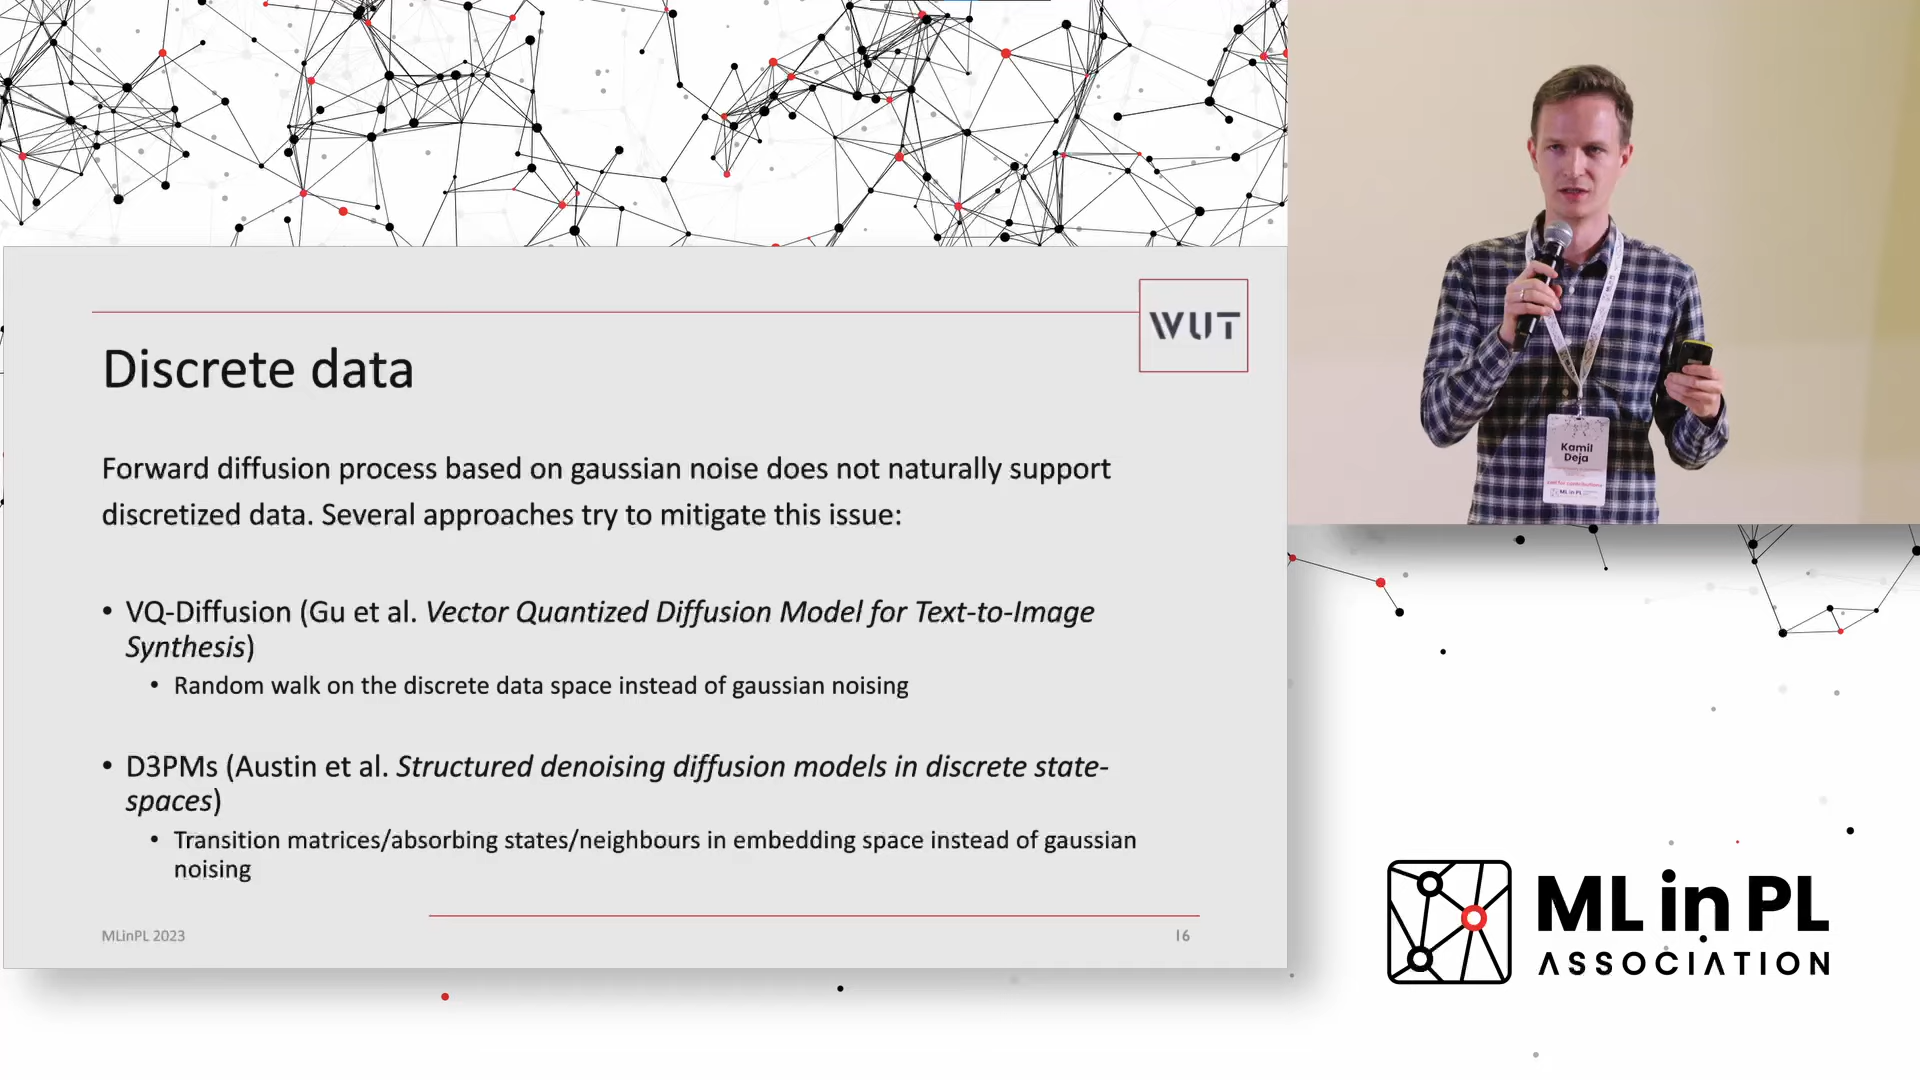 WUT
Discrete data
Forward diffusion process based on gaussian noise does not naturally support
discretized data. Several approaches try to mitigate this issue:
• VQ-Diffusion (Gu et al. Vector Quantized Diffusion Model for Text-to-Image
Synthesis)
• Random walk on the discrete data space instead of gaussian noising
• D3PMs (Austin et al. Structured denoising diffusion models in discrete state-
spaces)
• Transition matrices/absorbing states/neighbours in embedding space instead of gaussian
noising
MLinPL 2023
16
Kamil
Deja
ML in PL
ML in PL
ASSOCIATION